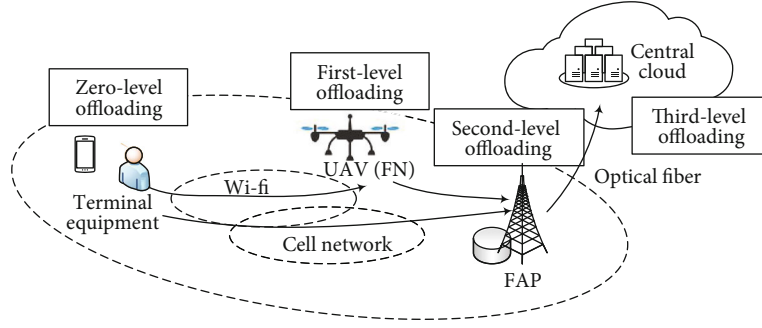 Zero-level
offloading
First-level
offloading
Central
cloud
Second-level
offloading
Third-level
offloading
Wi-fi
UAV (FN)
Optical fiber
Terminal
equipment
Cell network
FAP